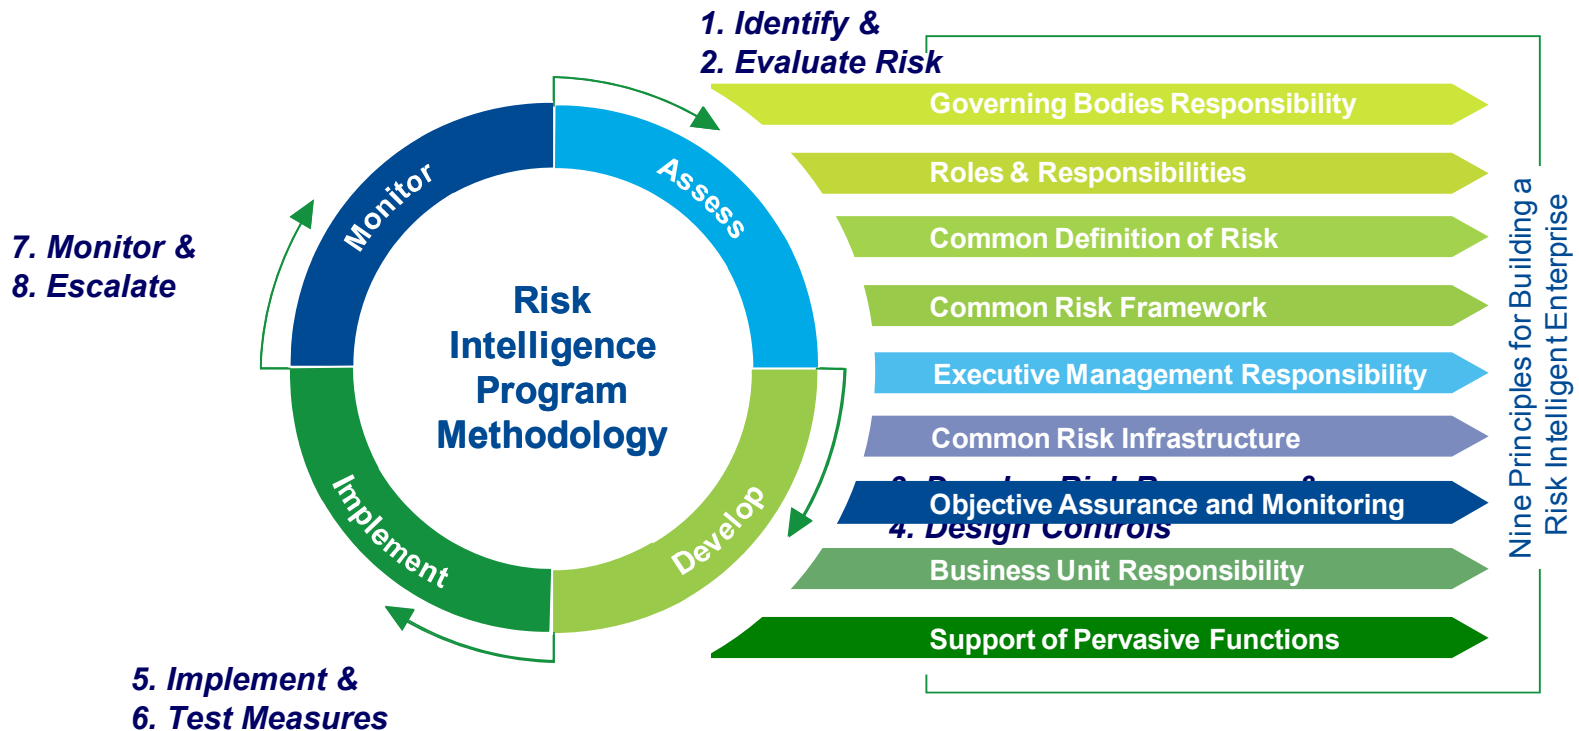 1. Identify &
2. Evaluate Risk
Governing Bodies Responsibility
Roles & Responsibilities
Common Definition of Risk
Common Risk Framework
Executive Management Responsibility
Common Risk Infrastructure
Objective Assurance and Monitoring
4. Design Controls
Business Unit Responsibility
Support of Pervasive Functions
Nine Principles for Building a
Risk Intelligent Enterprise
Monitor
Assess
Develop
Implement
Risk
Intelligence
Program
Methodology
7. Monitor &
8. Escalate
5. Implement &
6. Test Measures